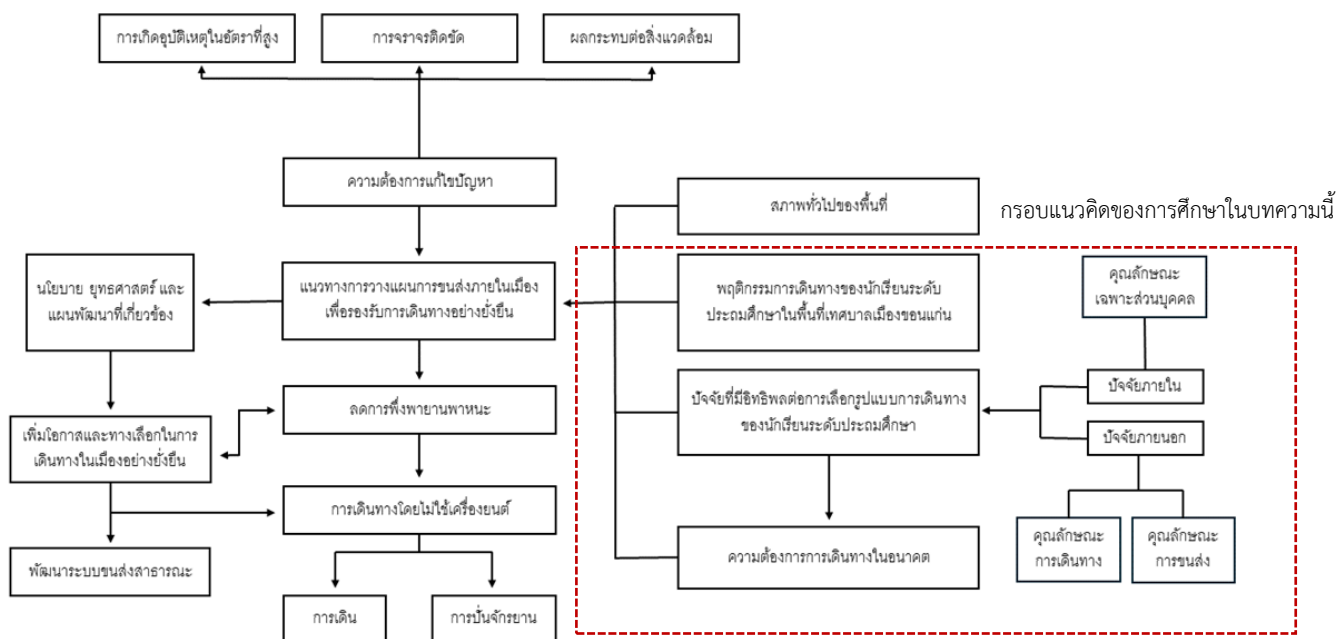 การเกิดอุบัติเหตุในอัตราที่สูง
การจราจรติดขัด
ผลกระทบต่อสิ่งแวดล้อม
ความต้องการแก้ไขปัญหา
สภาพทั่วไปของพื้นที่
กรอบแนวคิดของการศึกษาในบทความนี้
นโยบาย ยุทธศาสตร์ และ
แผนพัฒนาที่เกี่ยวข้อง
แนวทางการวางแผนการขนส่งภายในเมือง
เพื่อรองรับการเดินทางอย่างยั่งยืน
พฤติกรรมการเดินทางของนักเรียนระดับ
ประถมศึกษาในพื้นที่เทศบาลเมืองขอนแก่น
คุณลักษณะ
เฉพาะส่วนบุคคล
ปัจจัยภายใน
ลดการพึ่งพายานพาหนะ
ปัจจัยที่มีอิทธิพลต่อการเลือกรูปแบบการเดินทาง
ของนักเรียนระดับประถมศึกษา
ปัจจัยภายนอก
เพิ่มโอกาสและทางเลือกในการ
เดินทางในเมืองอย่างยั่งยืน
การเดินทางโดยไม่ใช้เครื่องยนต์
ความต้องการการเดินทางในอนาคต
คุณลักษณะ
การเดินทาง
คุณลักษณะ
การขนส่ง
พัฒนาระบบขนส่งสาธารณะ
การเดิน
การปั่นจักรยาน